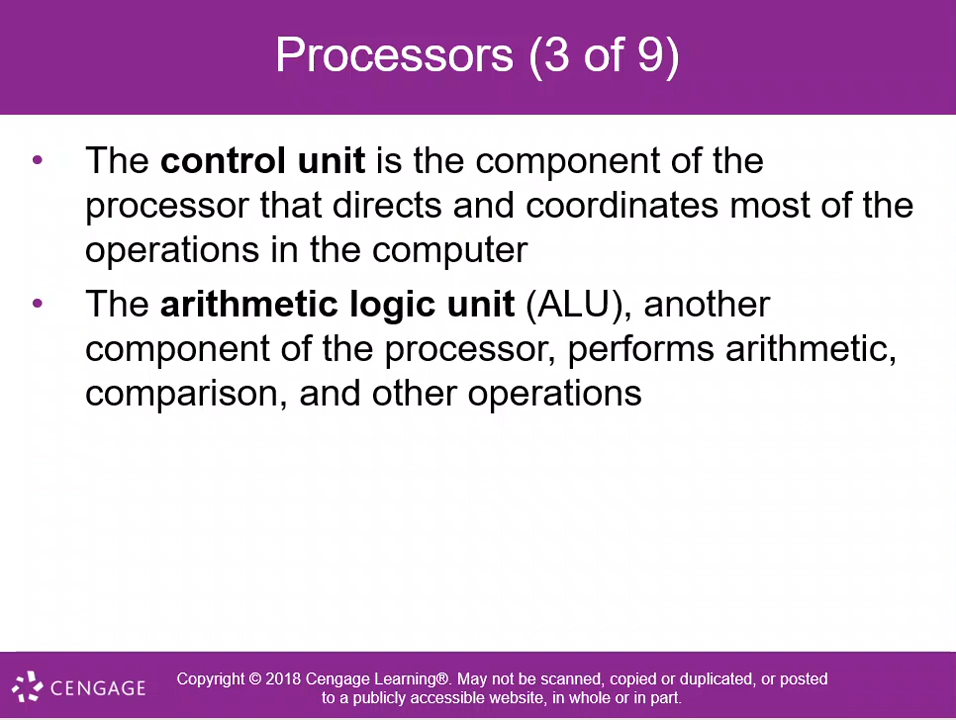 Processors (3 of 9)
• The control unit is the component of the
processor that directs and coordinates most of the
operations in the computer
• The arithmetic logic unit (ALU), another
component of the processor, performs arithmetic,
comparison, and other operations
CENGAGE
Copyright © 2018 Cengage Learning®. May not be scanned, copied or duplicated, or posted
to a publicly accessible website, in whole or in part.